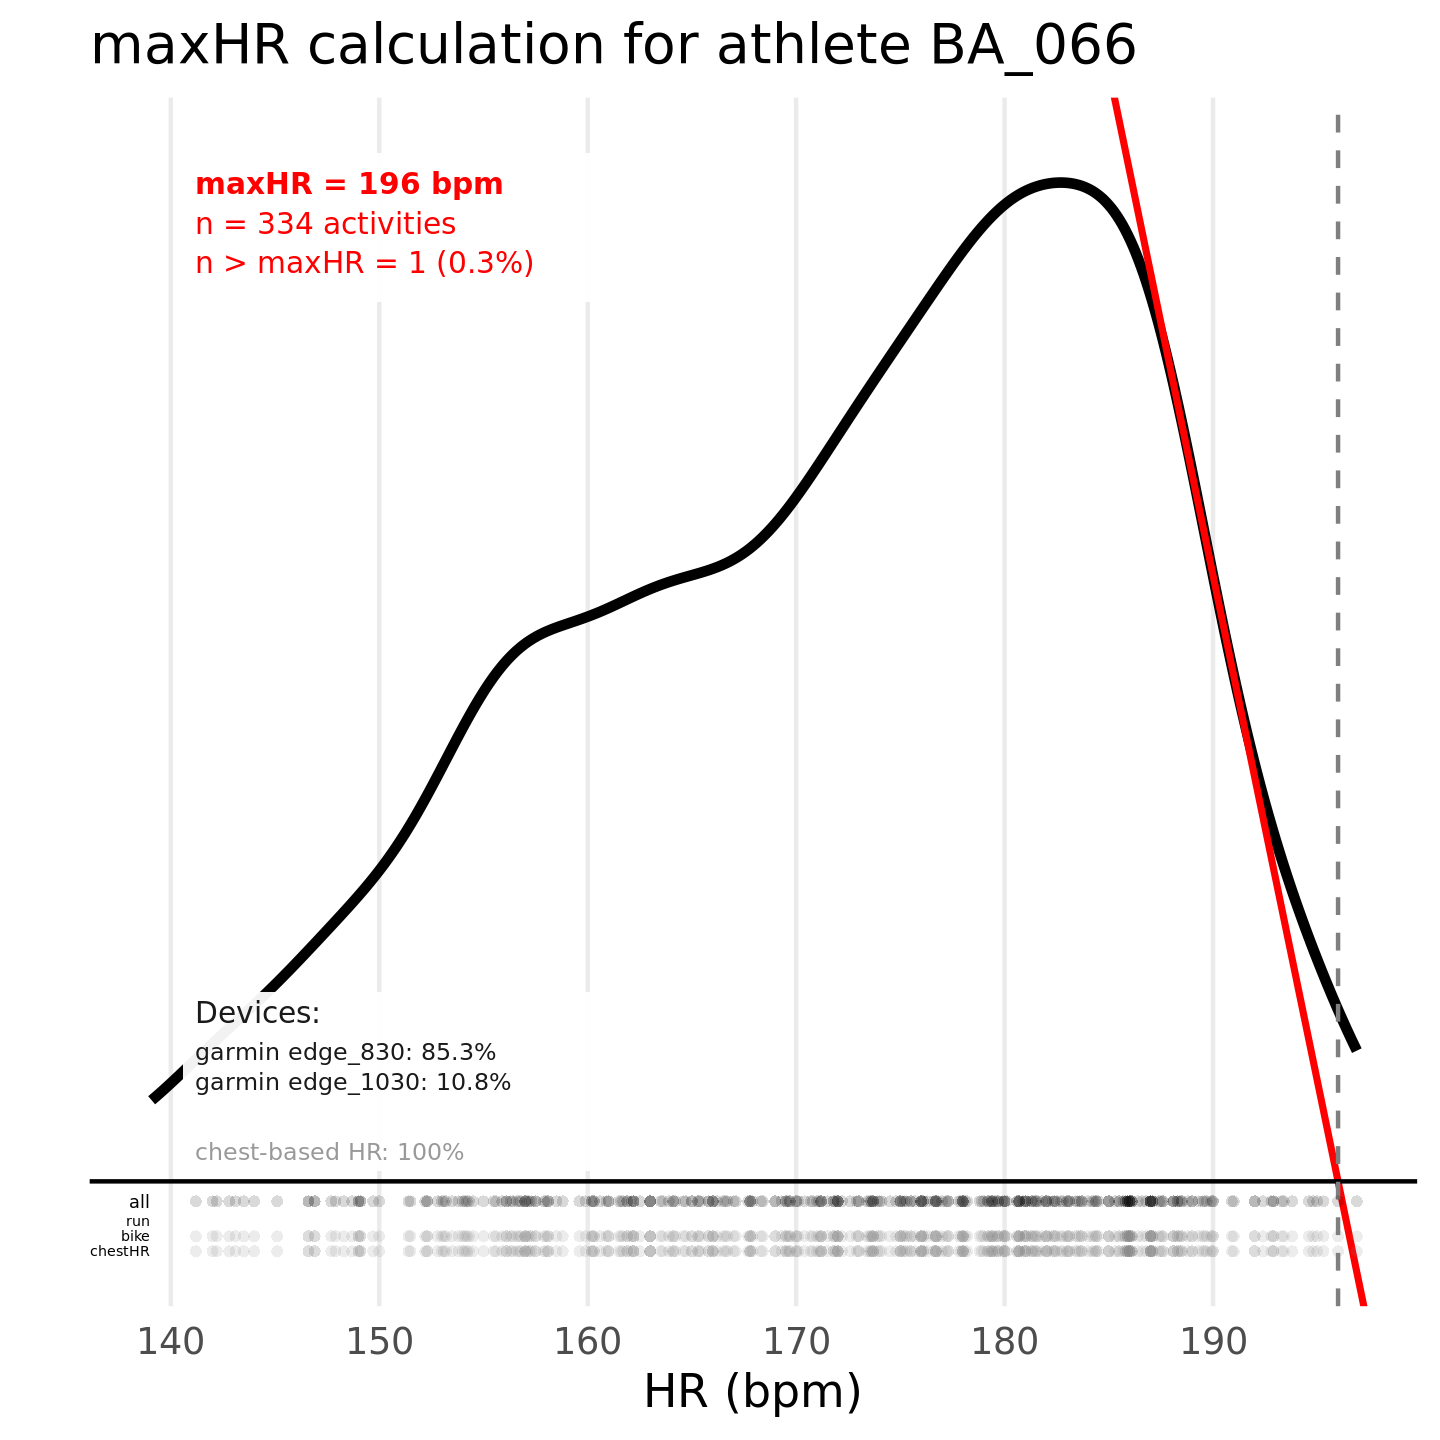 maxHR calculation for athlete BA_066
maxHR = 196 bpm
n = 334 activities
n > maxHR = 1 (0.3%)
Devices:
garmin edge_830: 85.3%
garmin edge_1030: 10.8%
chest-based HR: 100%
all
run
bike
chestHR
140 150 160 170 180 190
HR (bpm)